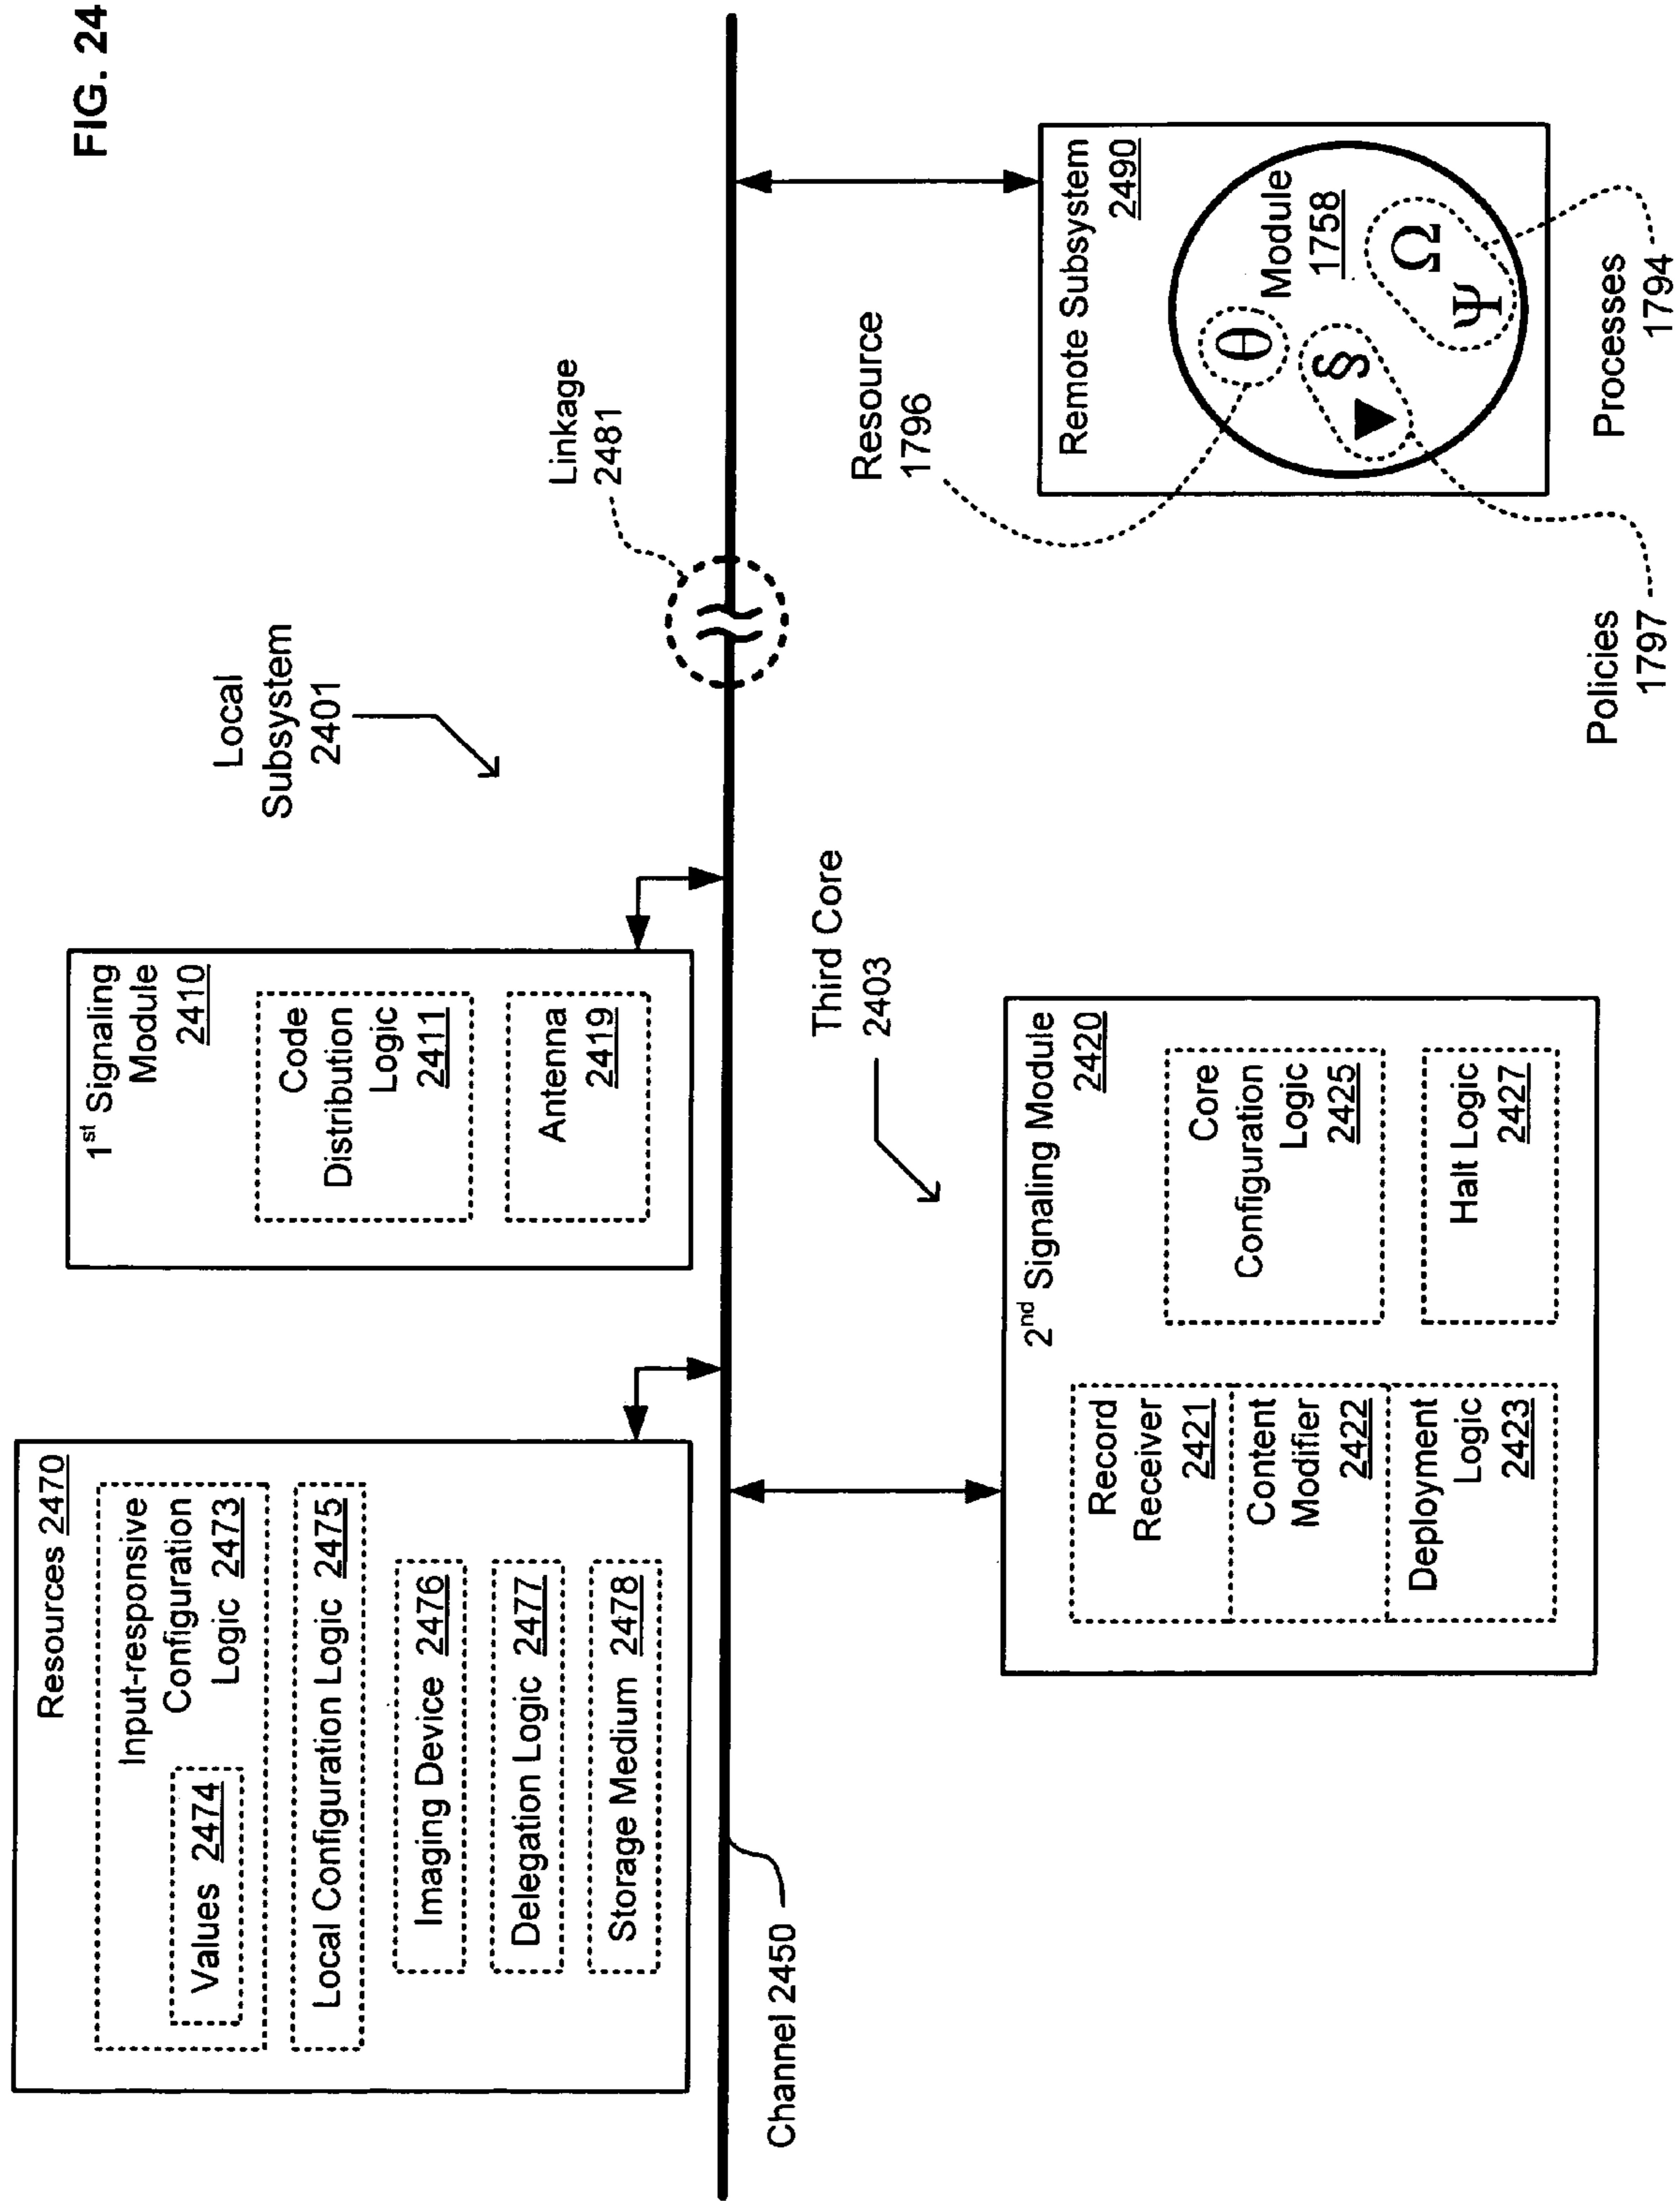 FIG. 24
Local
Subsystem
2401
Resources 2470
Input-responsive
Configuration
Logic 2473
Values 2474
Local Configuration Logic 2475
Imaging Device 2476
Delegation Logic 2477
Storage Medium 2478
1st Signaling
Module
2410
Code
Distribution
Logic
2411
Antenna
2419
Linkage
2481
Channel 2450
Third Core
2403
2nd Signaling Module
2420
Record
Receiver
2421
Content
Modifier
2422
Deployment
Logic
2423
Core
Configuration
Logic
2425
Halt Logic
2427
Resource
1796
Remote Subsystem
2490
Module
1758
θ
▲ §
Ψ Ω
Policies
1797
Processes
1794